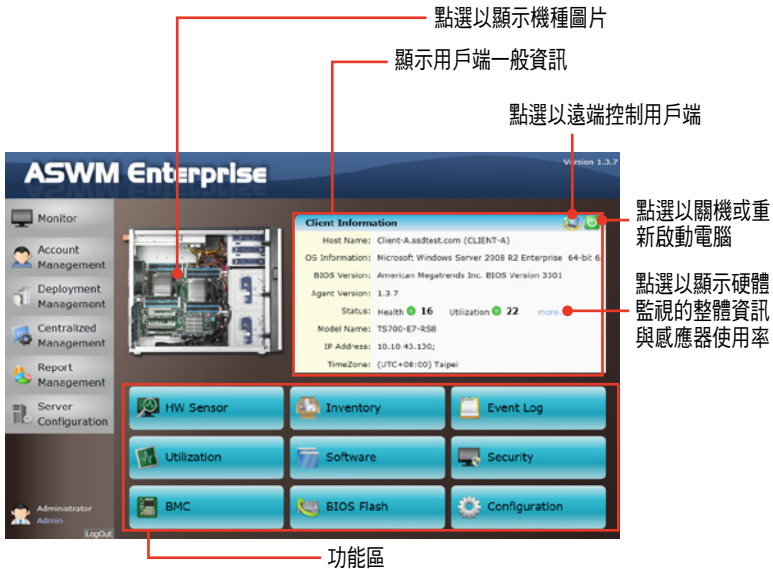 點選以顯示機種圖片
顯示用戶端一般資訊
點選以遠端控制用戶端
ASWM Enterprise
Version 1.3.7
Monitor
Account
Management
Deployment
Management
Centralized
Management
Report
Management
Server
Configuration
Administrator
Admin
LogOut
Client Information
Host Name: Client-A.ssdtest.com (CLIENT-A)
OS Information: Microsoft Windows Server 2008 R2 Enterprise 64-bit 6.
BIOS Version: American Megatrends Inc. BIOS Version 3301
Agent Version: 1.3.7
Status: Health 16 Utilization 22 more..
Model Name: TS700-E7-RS8
IP Address: 10.10.43.130;
TimeZone: (UTC+08:00) Taipei
點選以關機或重
新啟動電腦
點選以顯示硬體
監視的整體資訊
與感應器使用率
HW Sensor
Inventory
Event Log
Utilization
Software
Security
BMC
BIOS Flash
Configuration
功能區